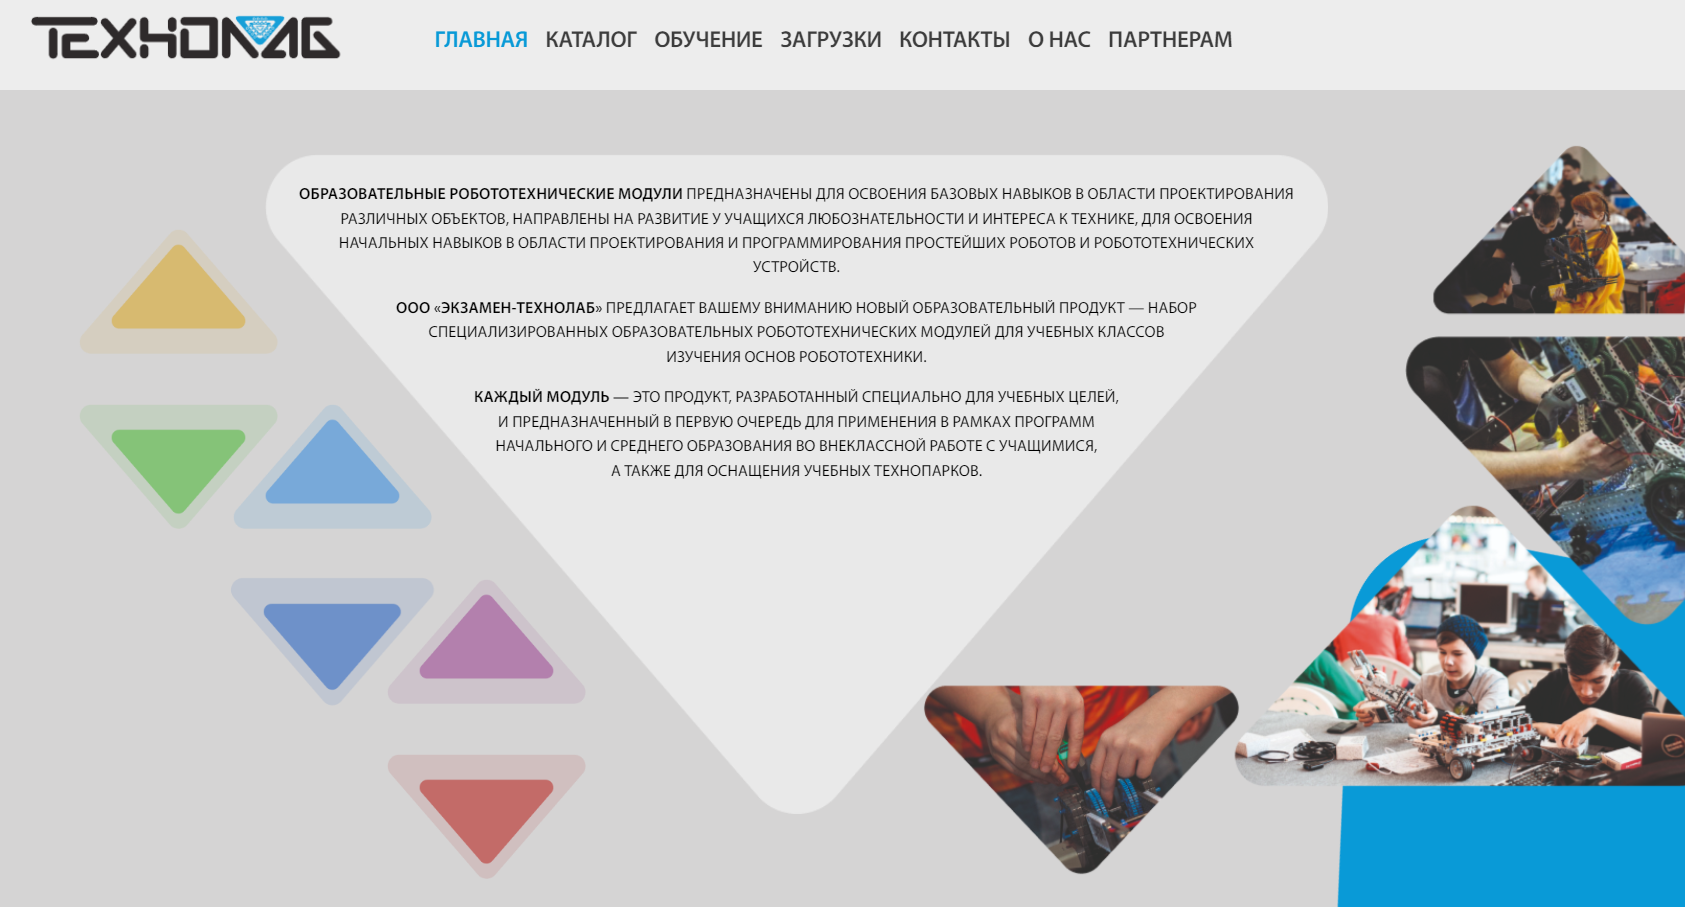 ТЕХНОЛАБ
ГЛАВНАЯ КАТАЛОГ ОБУЧЕНИЕ ЗАГРУЗКИ КОНТАКТЫ О НАС ПАРТНЕРАМ
ОБРАЗОВАТЕЛЬНЫЕ РОБОТОТЕХНИЧЕСКИЕ МОДУЛИ ПРЕДНАЗНАЧЕНЫ ДЛЯ ОСВОЕНИЯ БАЗОВЫХ НАВЫКОВ В ОБЛАСТИ ПРОЕКТИРОВАНИЯ
РАЗЛИЧНЫХ ОБЪЕКТОВ, НАПРАВЛЕНЫ НА РАЗВИТИЕ У УЧАЩИХСЯ ЛЮБОЗНАТЕЛЬНОСТИ И ИНТЕРЕСА К ТЕХНИКЕ, ДЛЯ ОСВОЕНИЯ
НАЧАЛЬНЫХ НАВЫКОВ В ОБЛАСТИ ПРОЕКТИРОВАНИЯ И ПРОГРАММИРОВАНИЯ ПРОСТЕЙШИХ РОБОТОВ И РОБОТОТЕХНИЧЕСКИХ
УСТРОЙСТВ.
ООО «ЭКЗАМЕН-ТЕХНОЛАБ» ПРЕДЛАГАЕТ ВАШЕМУ ВНИМАНИЮ НОВЫЙ ОБРАЗОВАТЕЛЬНЫЙ ПРОДУКТ — НАБОР
СПЕЦИАЛИЗИРОВАННЫХ ОБРАЗОВАТЕЛЬНЫХ РОБОТОТЕХНИЧЕСКИХ МОДУЛЕЙ ДЛЯ УЧЕБНЫХ КЛАССОВ
ИЗУЧЕНИЯ ОСНОВ РОБОТОТЕХНИКИ.
КАЖДЫЙ МОДУЛЬ — ЭТО ПРОДУКТ, РАЗРАБОТАННЫЙ СПЕЦИАЛЬНО ДЛЯ УЧЕБНЫХ ЦЕЛЕЙ,
И ПРЕДНАЗНАЧЕННЫЙ В ПЕРВУЮ ОЧЕРЕДЬ ДЛЯ ПРИМЕНЕНИЯ В РАМКАХ ПРОГРАММ
НАЧАЛЬНОГО И СРЕДНЕГО ОБРАЗОВАНИЯ ВО ВНЕКЛАССНОЙ РАБОТЕ С УЧАЩИМИСЯ,
А ТАКЖЕ ДЛЯ ОСНАЩЕНИЯ УЧЕБНЫХ ТЕХНОПАРКОВ.